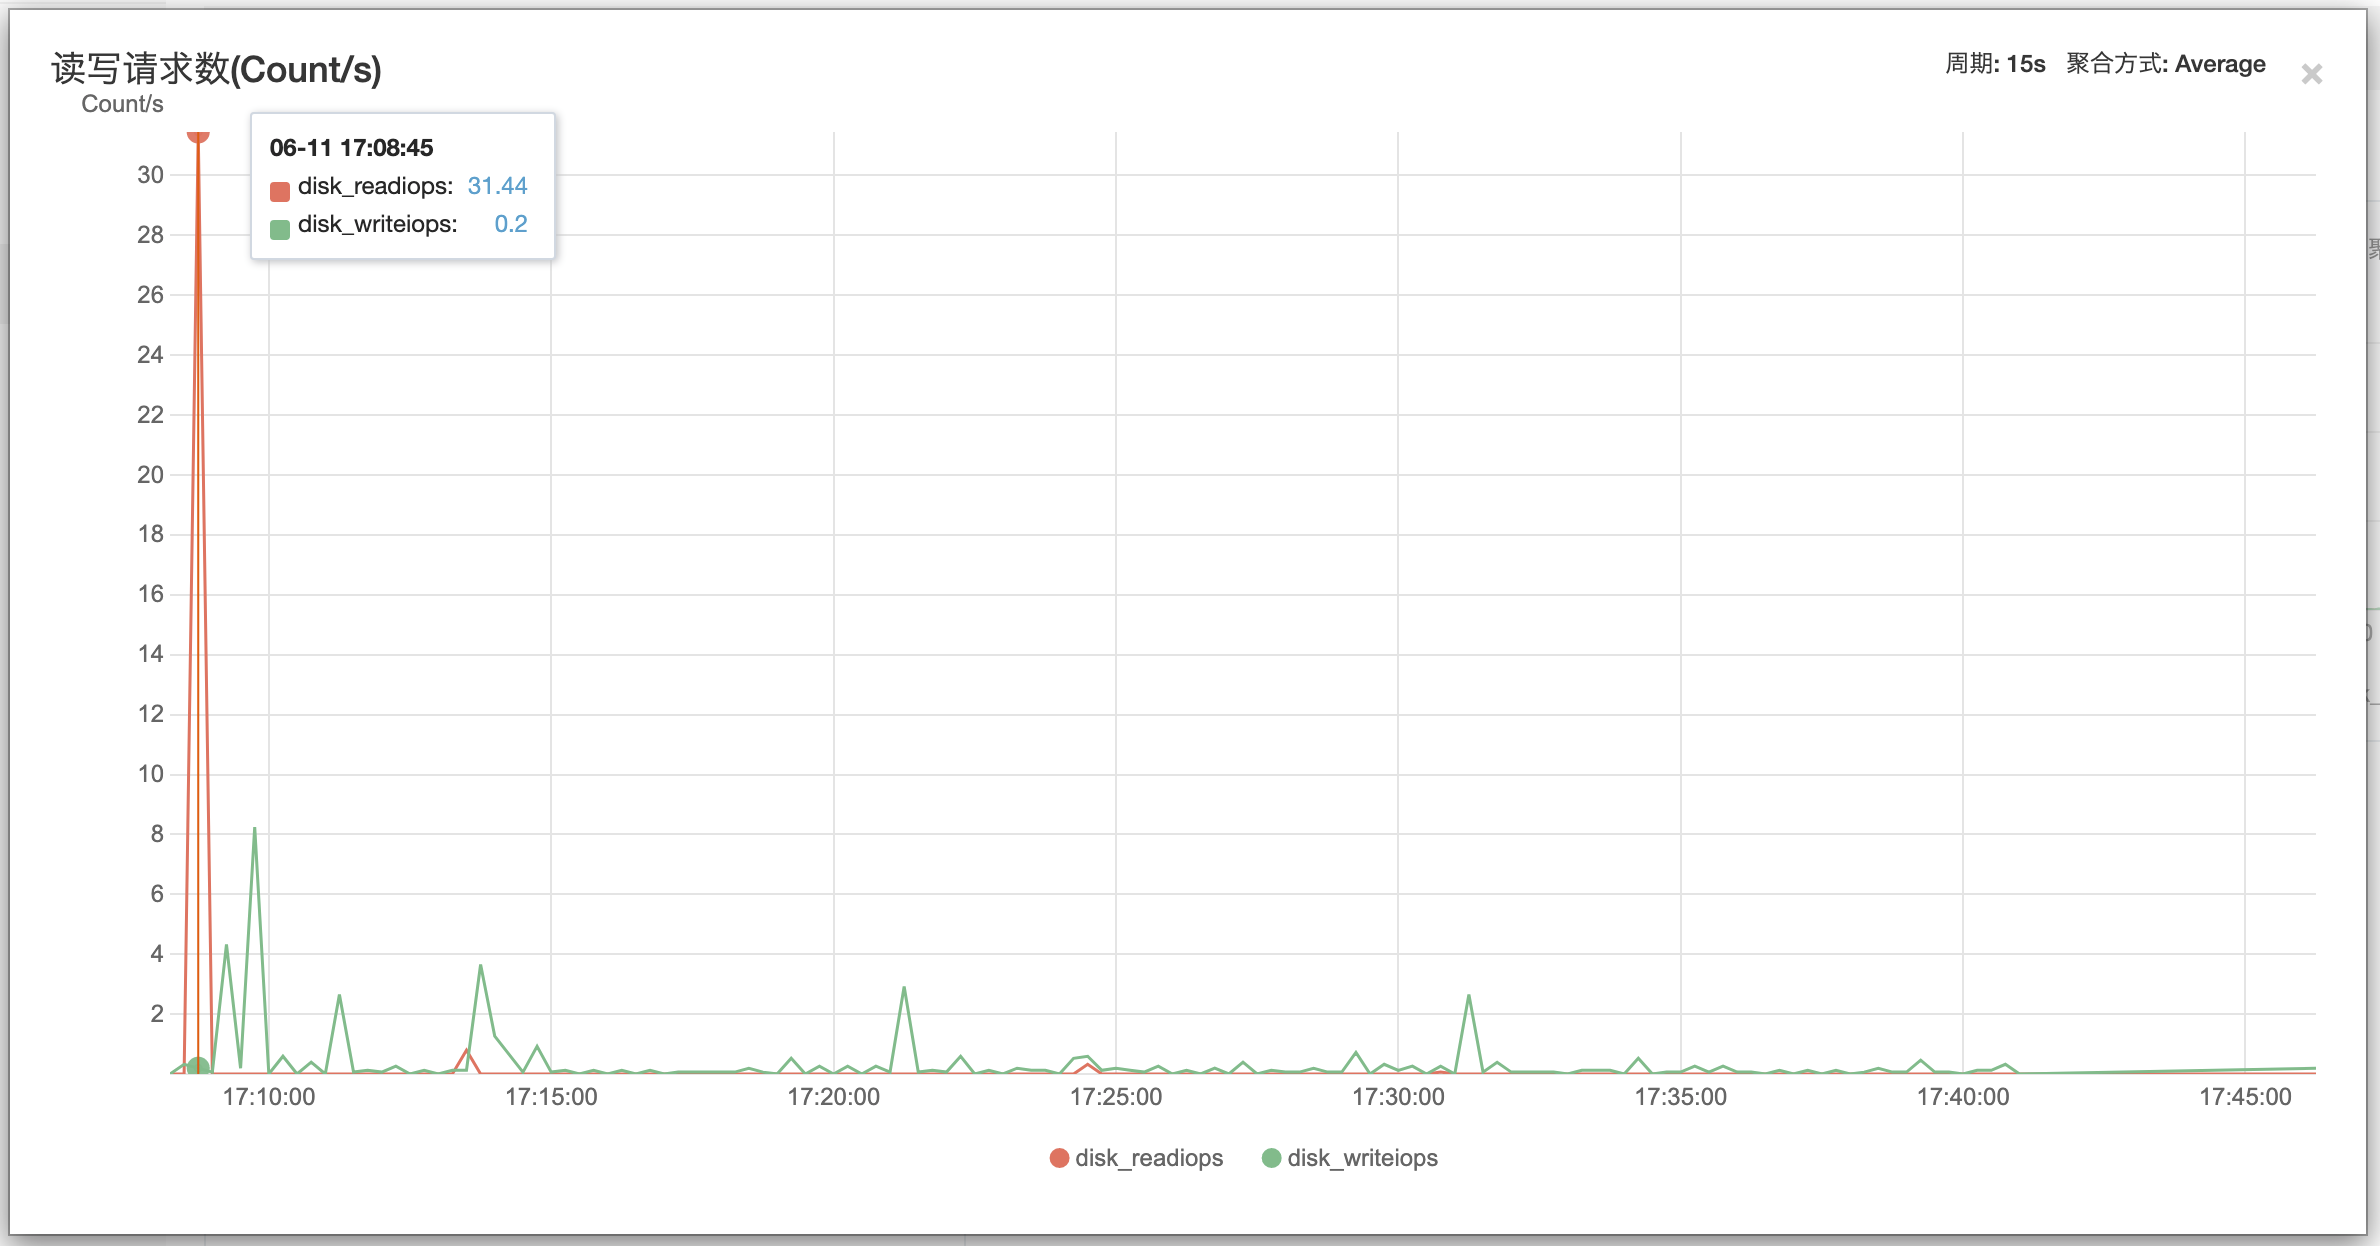 读写请求数(Count/s)
周期: 15s 聚合方式: Average
Count/s
06-11 17:08:45
disk_readiops: 31.44
disk_writeiops: 0.2
30
28
26
24
22
20
18
16
14
12
10
8
6
4
2
17:10:00 17:15:00 17:20:00 17:25:00 17:30:00 17:35:00 17:40:00 17:45:00
disk_readiops disk_writeiops